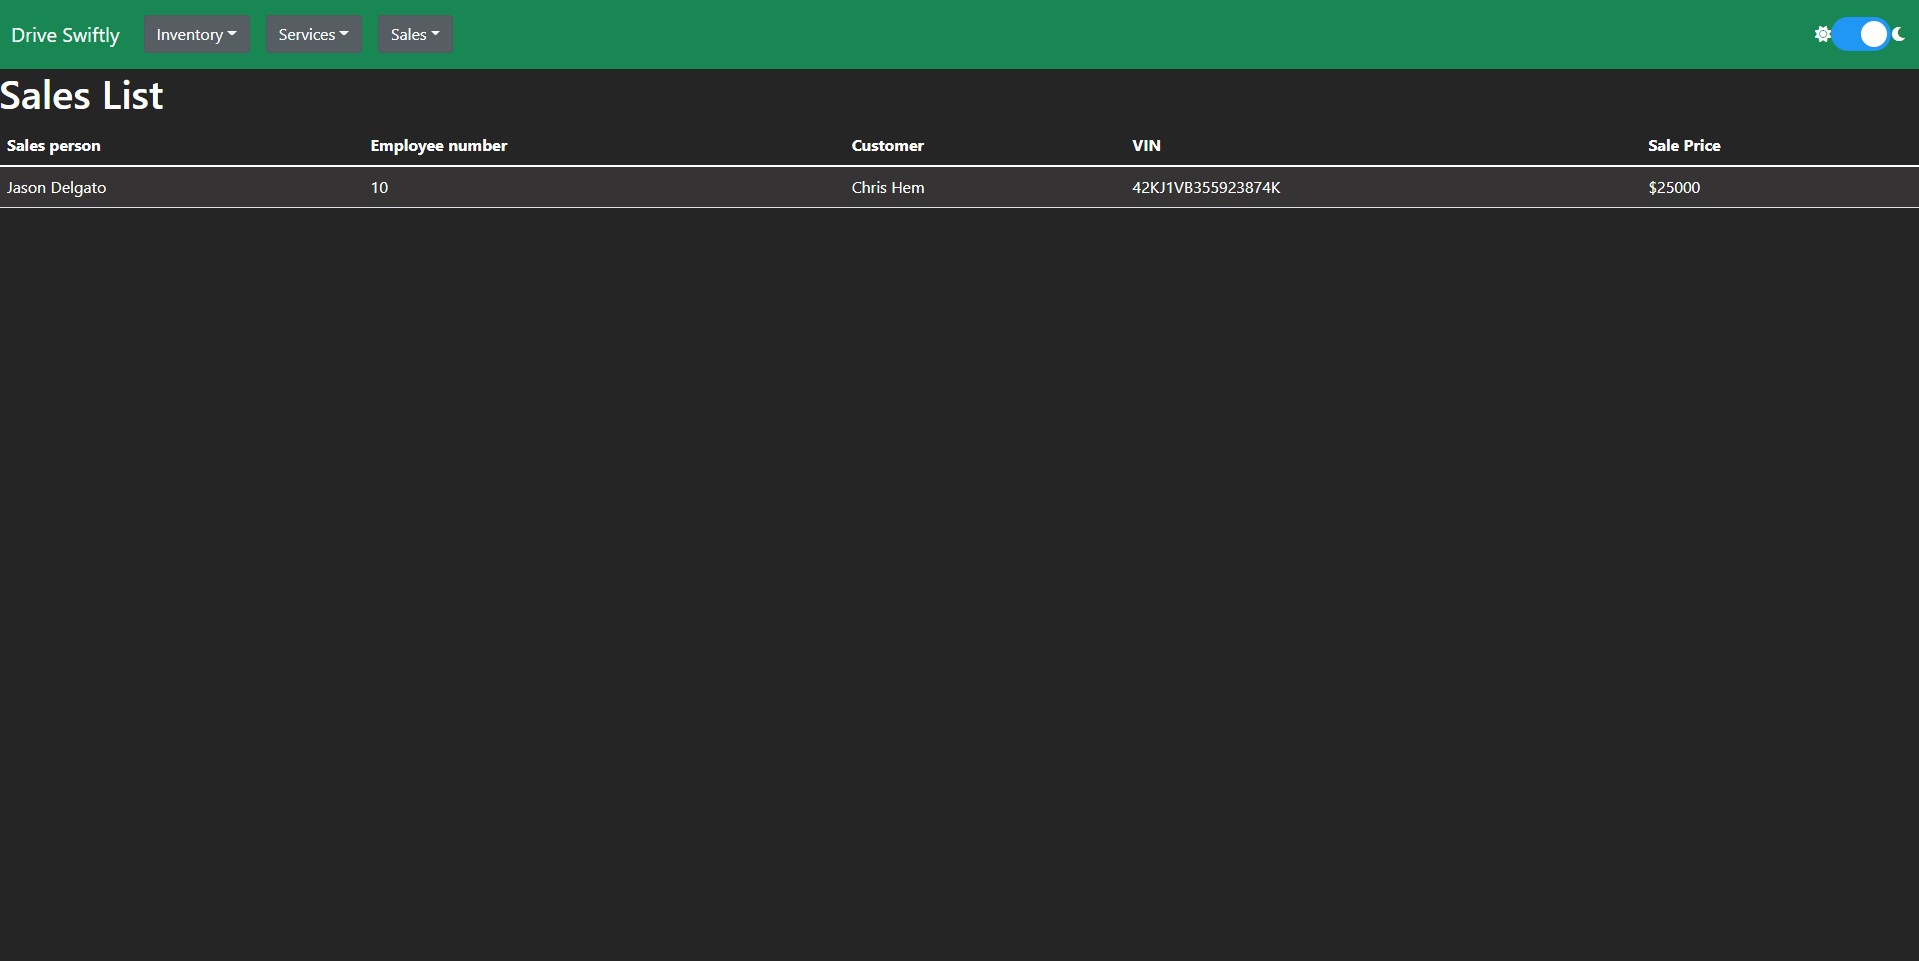 Drive Swiftly Inventory Services Sales
Sales List
Sales person Employee number Customer VIN Sale Price
Jason Delgato 10 Chris Hem 42KJ1VB355923874K $25000